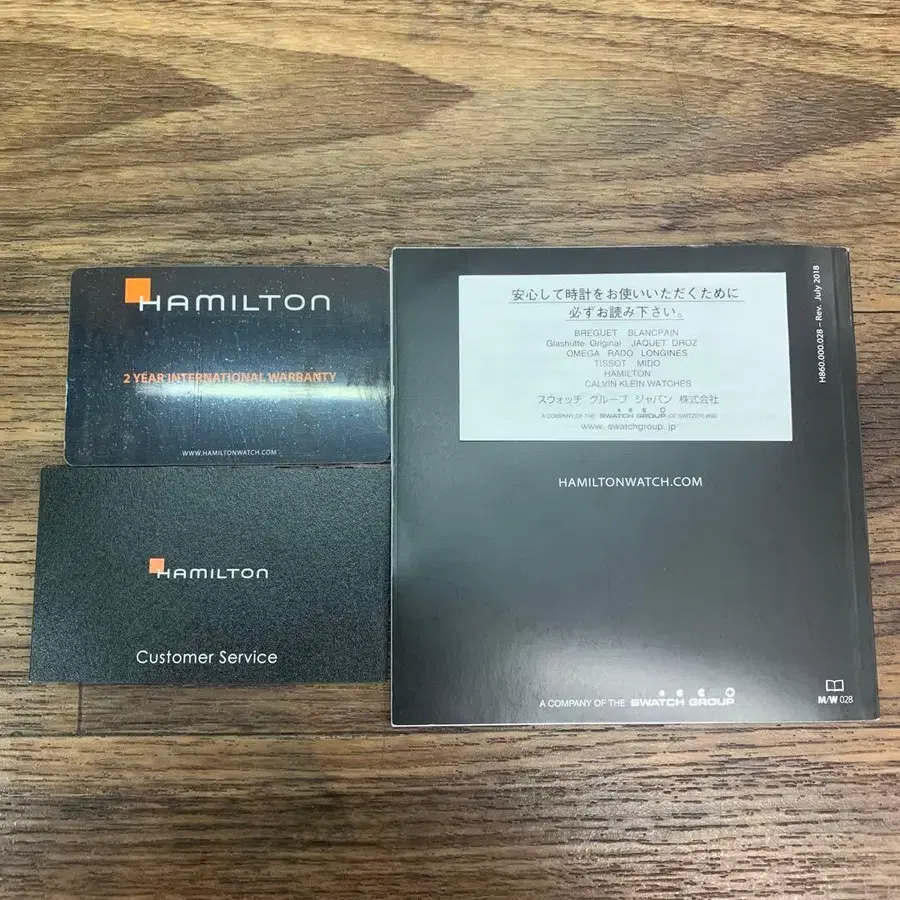 HAMILTON
2 YEAR INTERNATIONAL WARRANTY
WWW.HAMILTONWATCH.COM
HAMILTON
Customer Service
安心して時計をお使いいただくために
必ずお読み下さい。
BREGUET BLANCPAIN
Glashütte Original JAQUET DROZ
OMEGA RADO LONGINES
TISSOT MIDO
HAMILTON
CALVIN KLEIN WATCHES
スウォッチ グループ ジャパン 株式会社
A COMPANY OF THE SWATCH GROUP OF SWITZERLAND
www.swatchgroup.jp
H860.000.028 – Rev. July 2018
HAMILTONWATCH.COM
A COMPANY OF THE SWATCH GROUP
M/W 028